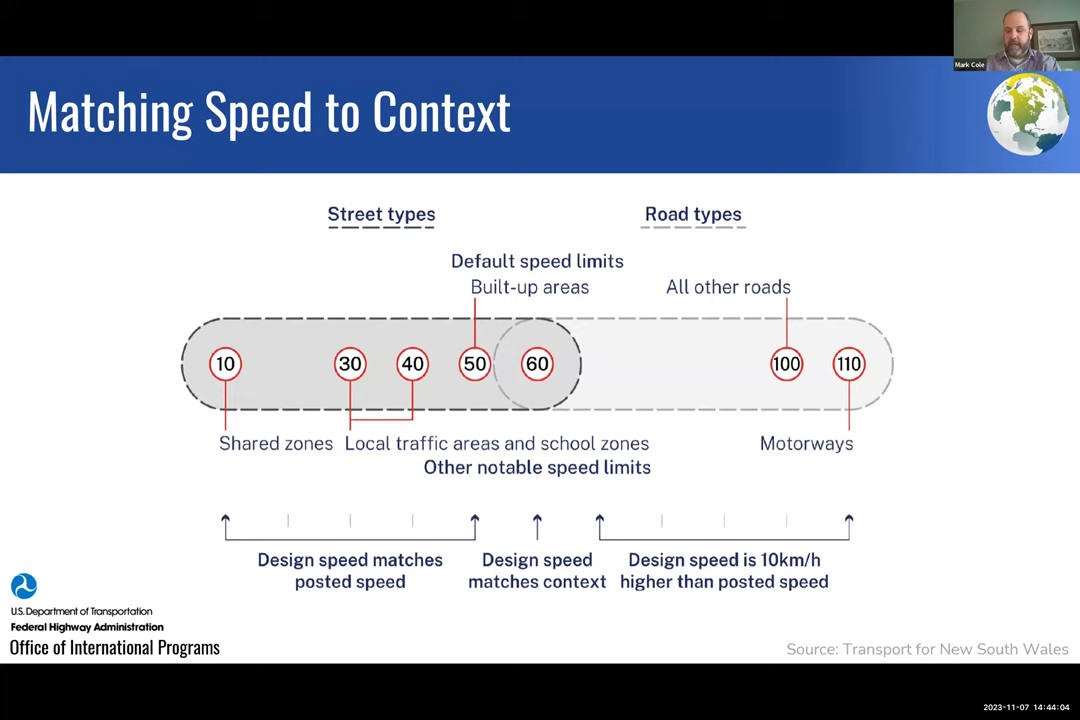 Mark Cole
Matching Speed to Context
Street types
Road types
Default speed limits
Built-up areas
All other roads
10
30
40
50
60
100
110
Shared zones
Local traffic areas and school zones
Motorways
Other notable speed limits
Design speed matches
posted speed
Design speed
matches context
Design speed is 10km/h
higher than posted speed
U.S. Department of Transportation
Federal Highway Administration
Office of International Programs
Source: Transport for New South Wales
2023-11-07 14:44:04